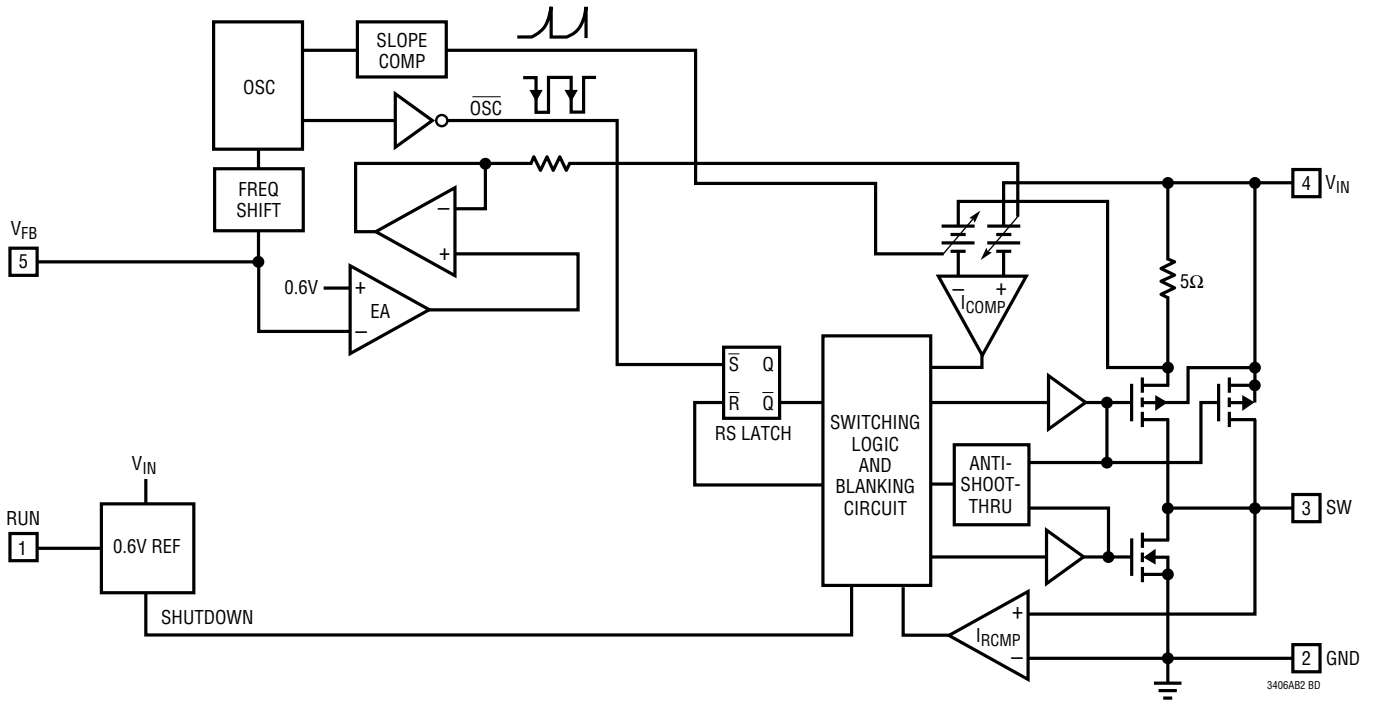 OSC
SLOPE
COMP
OSC
FREQ
SHIFT
VFB
5
−
+
0.6V
+
EA
−
4
VIN
−
+
ICOMP
5Ω
S Q
R Q
RS LATCH
SWITCHING
LOGIC
AND
BLANKING
CIRCUIT
ANTI-
SHOOT-
THRU
3
SW
VIN
RUN
1
0.6V REF
SHUTDOWN
+
IRCMP
−
2
GND
3406AB2 BD